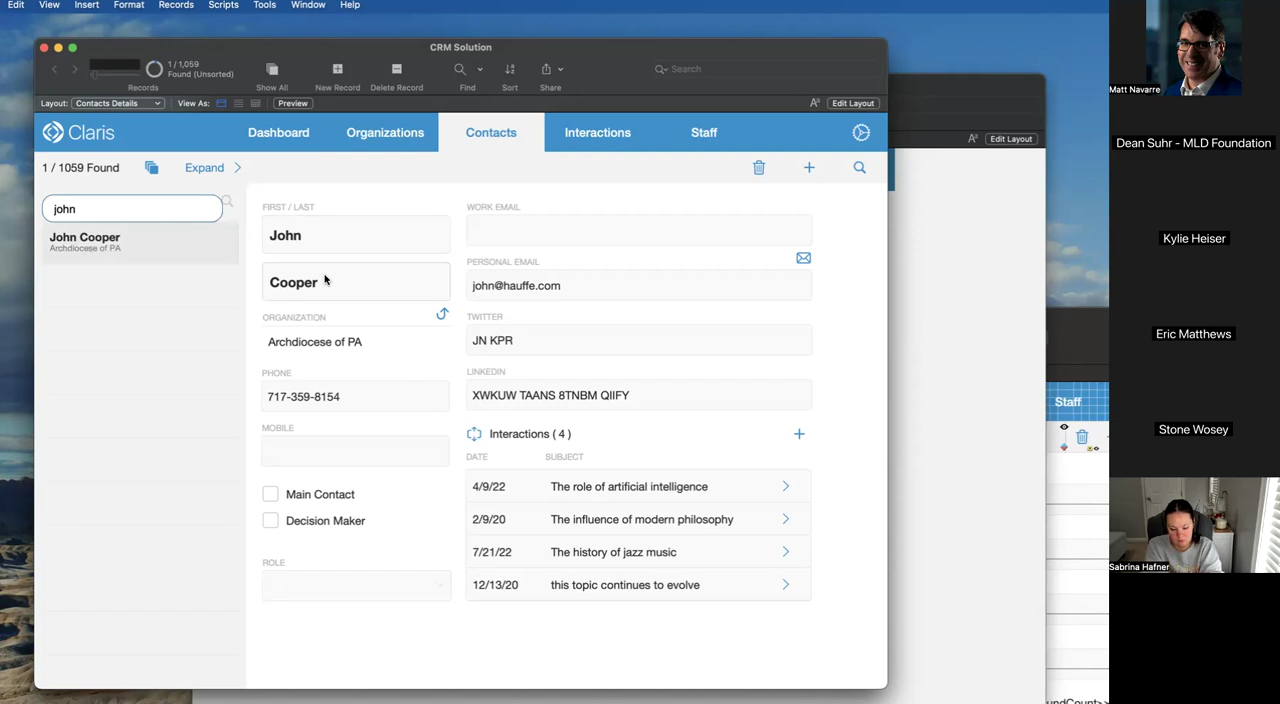 Edit View Insert Format Records Scripts Tools Window Help
CRM Solution
1 / 1,059
Found (Unsorted)
Search
Records Show All New Record Delete Record Find Sort Share
Layout: Contacts Details View As: Preview Edit Layout
Edit Layout
Claris Dashboard Organizations Contacts Interactions Staff
1 / 1059 Found Expand
john
John Cooper
Archdiocese of PA
FIRST / LAST
John
Cooper
ORGANIZATION
Archdiocese of PA
PHONE
717-359-8154
MOBILE
Main Contact
Decision Maker
ROLE
WORK EMAIL
PERSONAL EMAIL
john@hauffe.com
TWITTER
JN KPR
LINKEDIN
XWKUW TAANS 8TNBM QIIFY
Interactions ( 4 )
DATE SUBJECT
4/9/22 The role of artificial intelligence
2/9/20 The influence of modern philosophy
7/21/22 The history of jazz music
12/13/20 this topic continues to evolve
Staff
undCount>>
Matt Navarre
Dean Suhr - MLD Foundation
Kylie Heiser
Eric Matthews
Stone Wosey
Sabrina Hafner